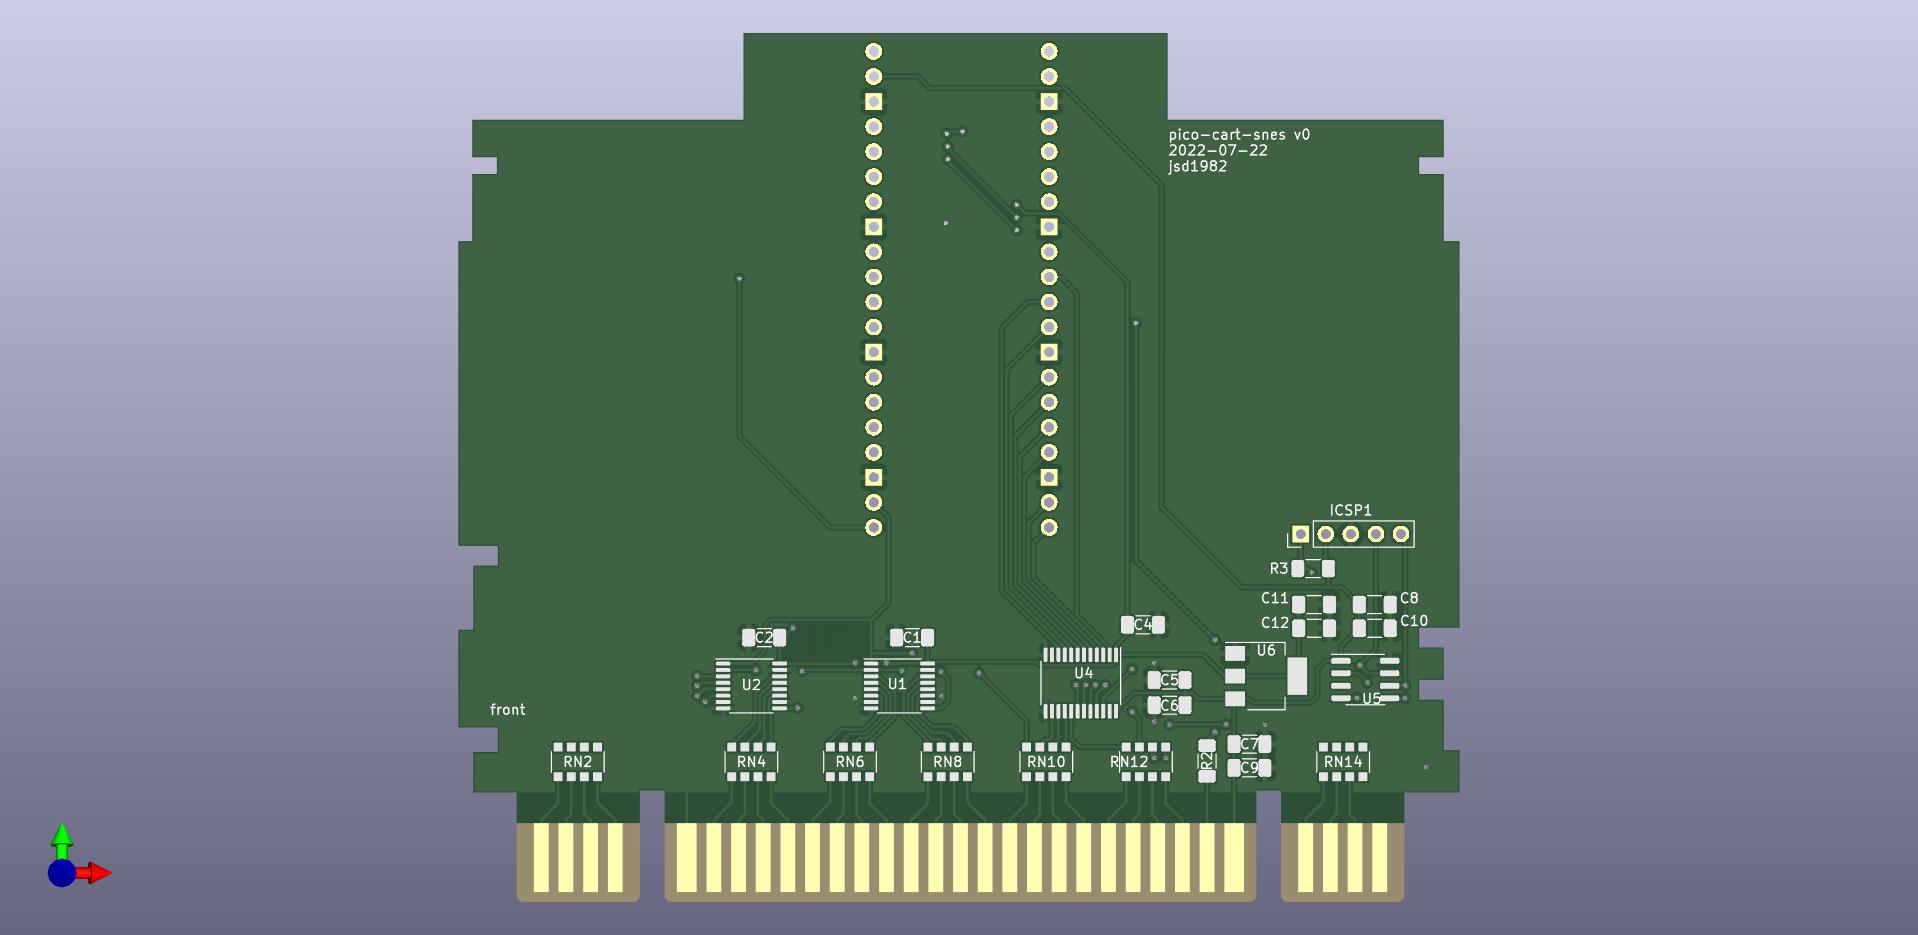 pico-cart-snes v0
2022-07-22
jsd1982
ICSP1
R3
C11
C8
C12
C10
C4
C2
C1
U6
U4
C5
U2
U1
U5
C6
front
C7
RN2
RN4
RN6
RN8
RN10
RN12
R2
C9
RN14